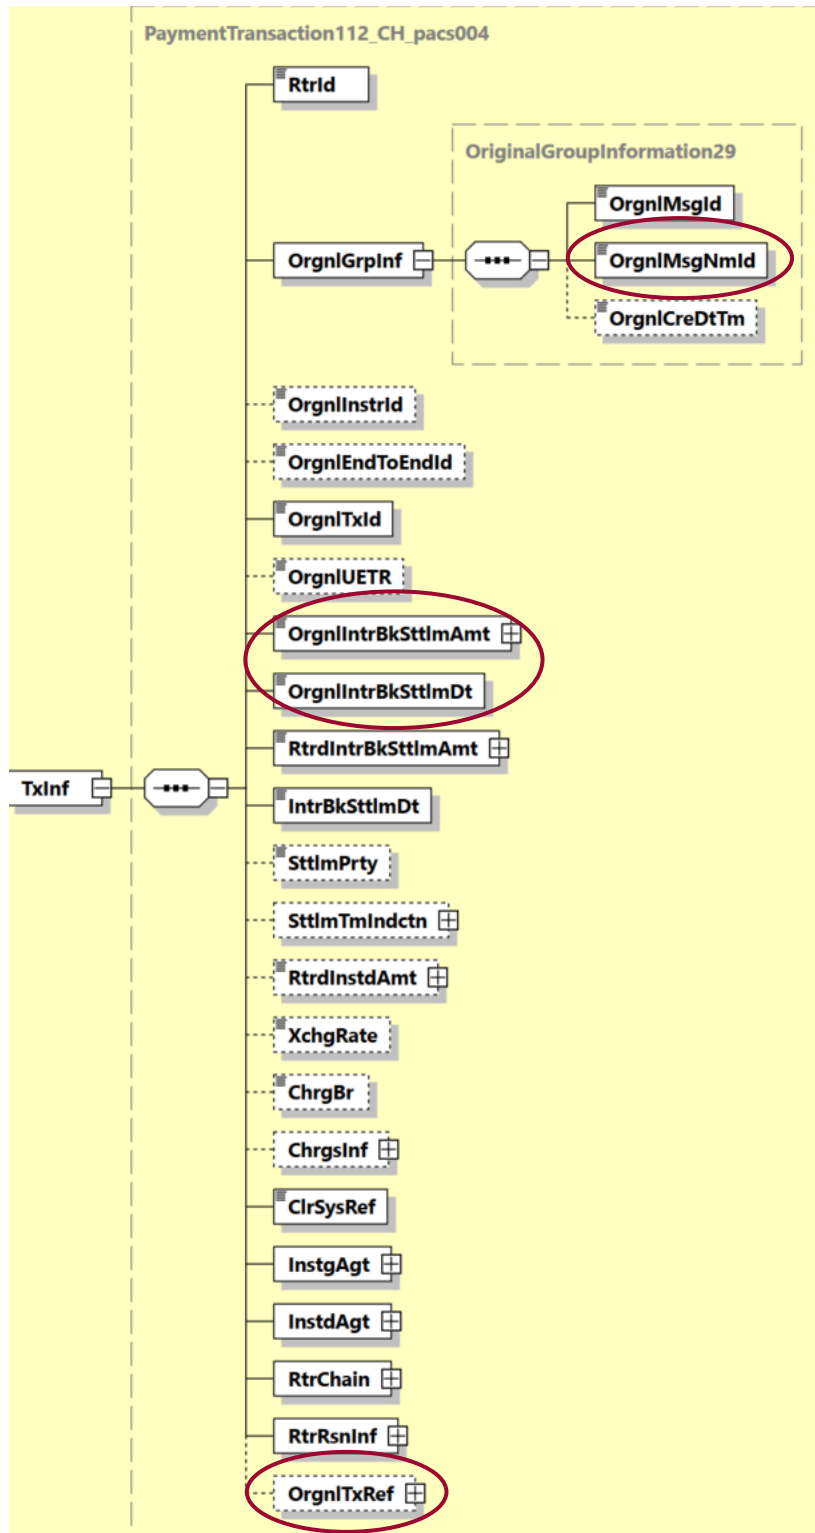 PaymentTransaction112_CH_pacs004
RtrId
OriginalGroupInformation29
OrgnlMsgId
OrgnlGrpInf
OrgnlMsgNmId
OrgnlCreDtTm
OrgnlInstrId
OrgnlEndToEndId
OrgnlTxId
OrgnlUETR
OrgnlIntrBkSttlmAmt
OrgnlIntrBkSttlmDt
RtrdIntrBkSttlmAmt
TxInf
IntrBkSttlmDt
SttlmPrty
SttlmTmIndctn
RtrdInstdAmt
XchgRate
ChrgBr
ChrgsInf
ClrSysRef
InstgAgt
InstdAgt
RtrChain
RtrRsnInf
OrgnlTxRef